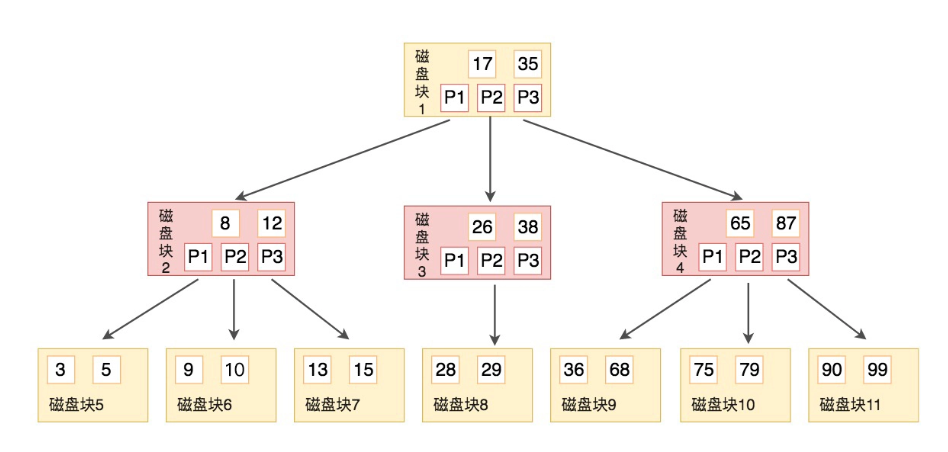 磁盘块1
17 35
P1 P2 P3
磁盘块2
8 12
P1 P2 P3
磁盘块3
26 38
P1 P2 P3
磁盘块4
65 87
P1 P2 P3
3 5
磁盘块5
9 10
磁盘块6
13 15
磁盘块7
28 29
磁盘块8
36 68
磁盘块9
75 79
磁盘块10
90 99
磁盘块11